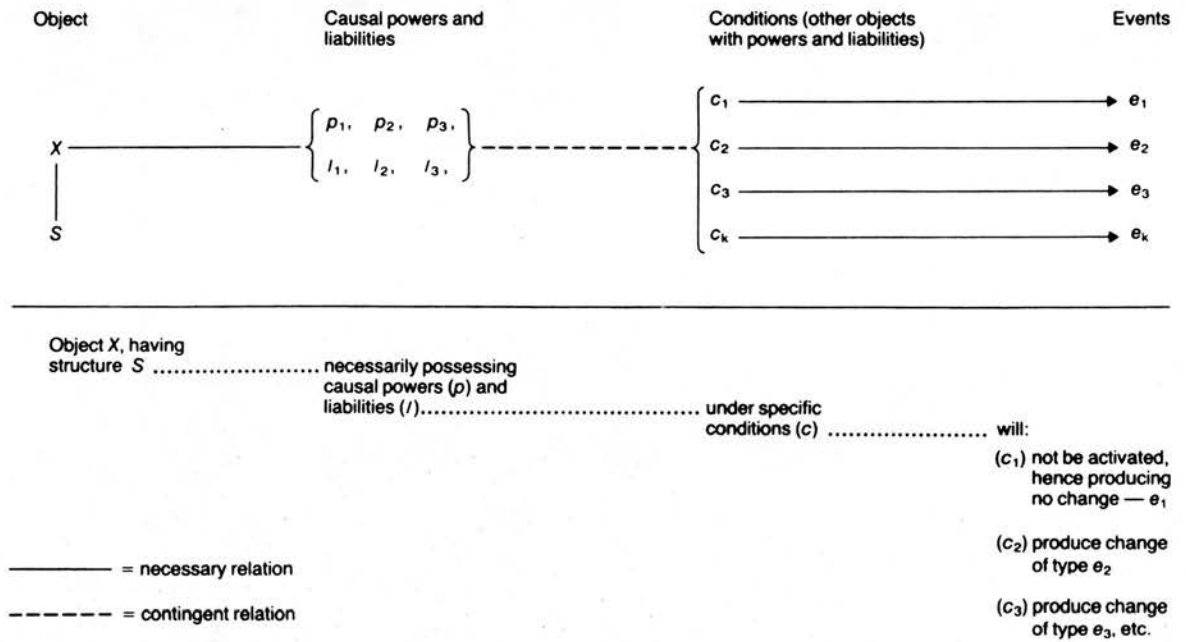 Object
Causal powers and
liabilities
Conditions (other objects
with powers and liabilities)
Events
X
S
p1, p2, p3,
l1, l2, l3,
c1
e1
c2
e2
c3
e3
ck
ek
Object X, having
structure S ....................... necessarily possessing
causal powers (p) and
liabilities (l)....................................... under specific
conditions (c) ...................... will:
(c1) not be activated,
hence producing
no change — e1
(c2) produce change
of type e2
(c3) produce change
of type e3, etc.
= necessary relation
= contingent relation